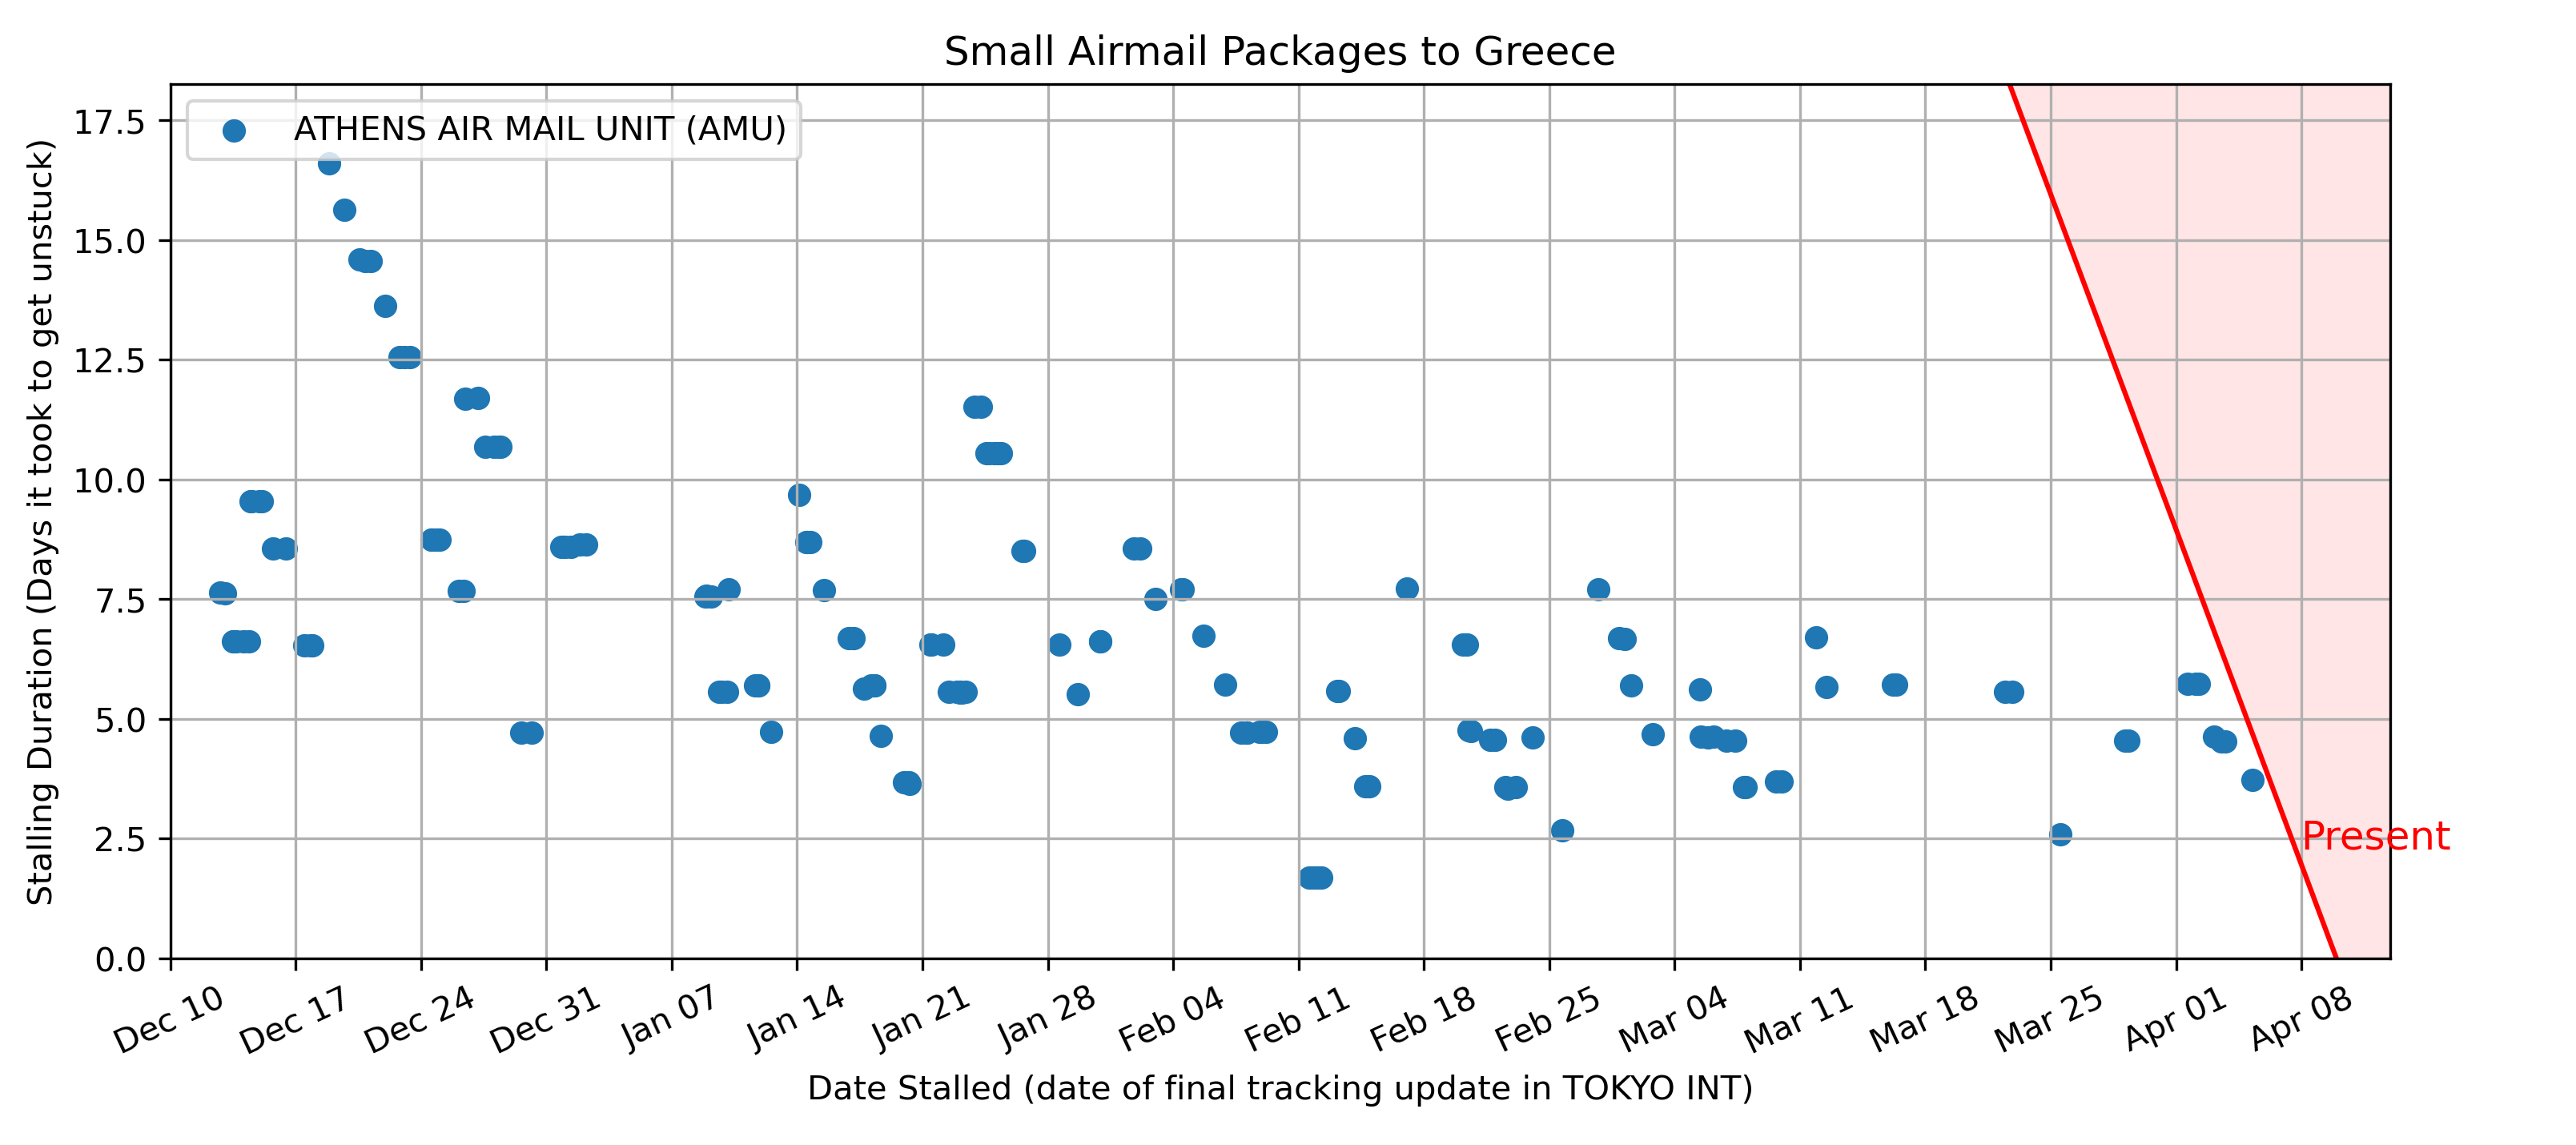 Small Airmail Packages to Greece
ATHENS AIR MAIL UNIT (AMU)
Stalling Duration (Days it took to get unstuck)
17.5
15.0
12.5
10.0
7.5
5.0
2.5
0.0
Present
Dec 10
Dec 17
Dec 24
Dec 31
Jan 07
Jan 14
Jan 21
Jan 28
Feb 04
Feb 11
Feb 18
Feb 25
Mar 04
Mar 11
Mar 18
Mar 25
Apr 01
Apr 08
Date Stalled (date of final tracking update in TOKYO INT)